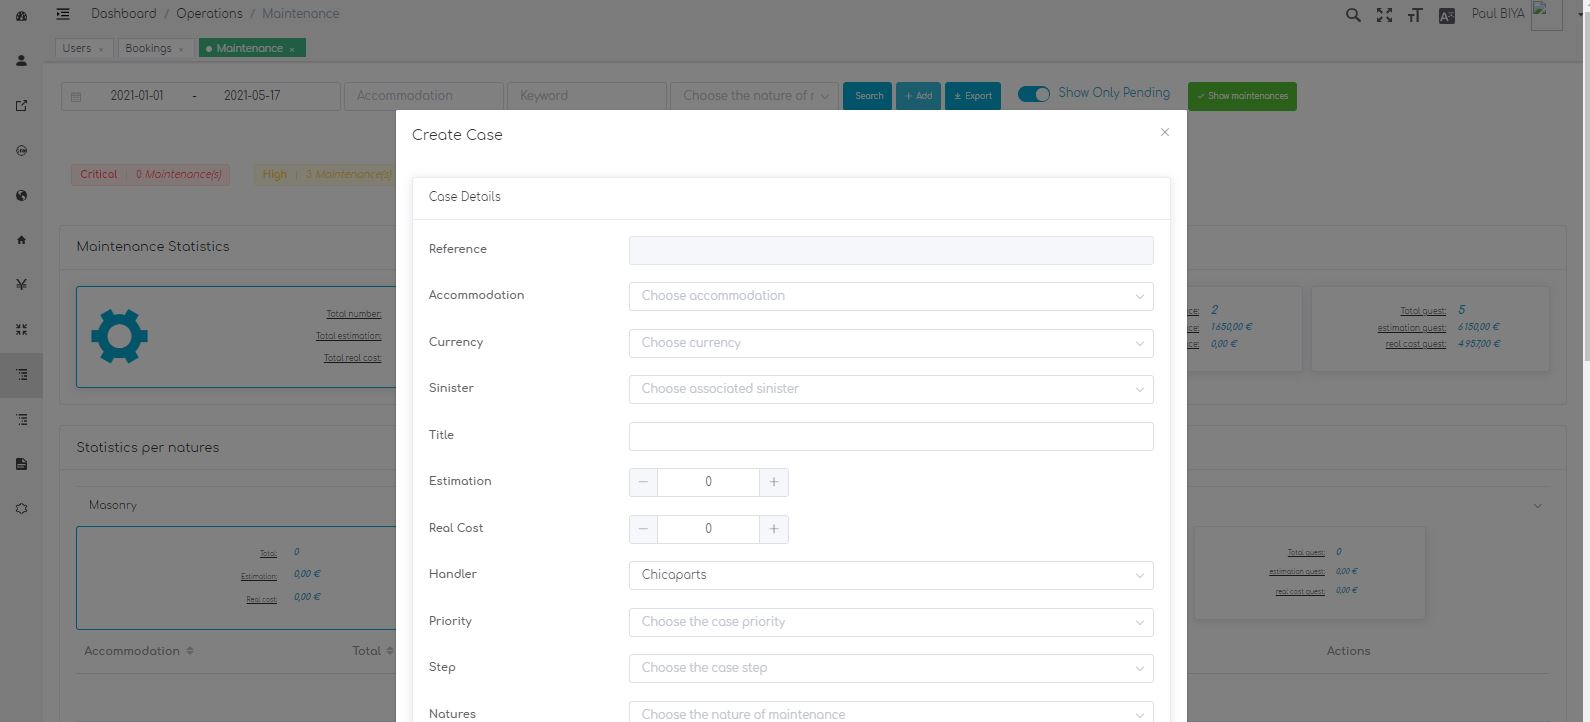 Dashboard / Operations / Maintenance
Paul BIYA
Users × Bookings × Maintenance ×
2021-01-01 - 2021-05-17 Accommodation Keyword Choose the nature of r Search + Add Export Show Only Pending Show maintenances
Create Case
Critical 0 Maintenance(s) High 3 Maintenance(s)
Case Details
Maintenance Statistics
Reference
Accommodation Choose accommodation
Total number:
Total estimation:
Total real cost:
ce: 2
1 650,00 €
ce: 0,00 €
Total guest: 5
estimation guest: 6 150,00 €
real cost guest: 4 957,00 €
Currency Choose currency
Sinister Choose associated sinister
Statistics per natures
Title
Estimation 0
Masonry
Real Cost 0
Total: 0
Estimation: 0,00 €
Real cost: 0,00 €
Total guest: 0
estimation guest: 0,00 €
real cost guest: 0,00 €
Handler Chicaparts
Priority Choose the case priority
Accommodation Total Actions
Step Choose the case step
Natures Choose the nature of maintenance